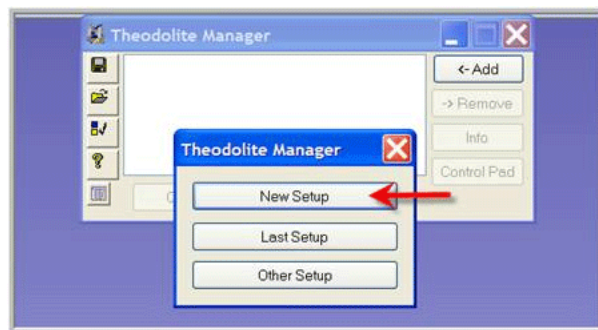 Theodolite Manager
<- Add
-> Remove
Info
Control Pad
Theodolite Manager
New Setup
Last Setup
Other Setup